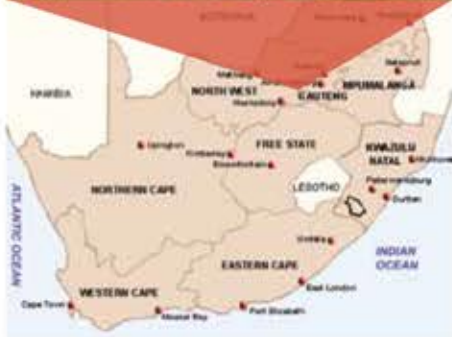 NAMIBIA
NORTH WEST
GAUTENG
MPUMALANGA
Upington
Kimberley
FREE STATE
KWAZULU
NATAL
Bloemfontein
LESOTHO
Pietermaritzburg
Durban
NORTHERN CAPE
ATLANTIC OCEAN
INDIAN
OCEAN
EASTERN CAPE
East London
WESTERN CAPE
Cape Town
Mossel Bay
Port Elizabeth